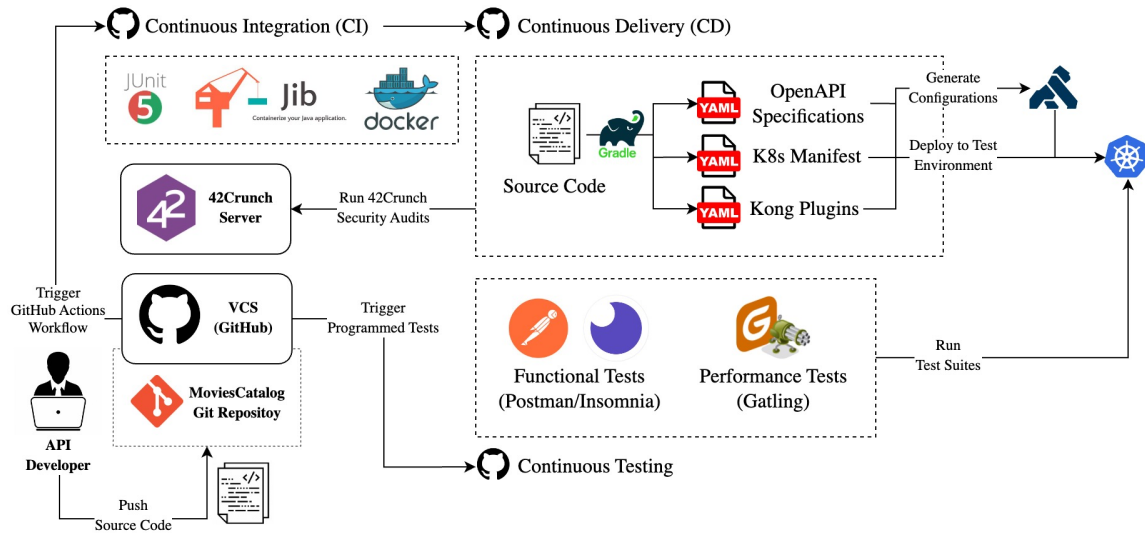 Continuous Integration (CI)
Continuous Delivery (CD)
JUnit
5
Jib
Containerize your Java application.
docker
</>
Source Code
Gradle
YAML
OpenAPI
Specifications
YAML
K8s Manifest
YAML
Kong Plugins
Generate
Configurations
Deploy to Test
Environment
42
42Crunch
Server
Run 42Crunch
Security Audits
Trigger
GitHub Actions
Workflow
VCS
(GitHub)
Trigger
Programmed Tests
MoviesCatalog
Git Repositoy
API
Developer
Push
Source Code
</>
Functional Tests
(Postman/Insomnia)
G
Performance Tests
(Gatling)
Run
Test Suites
Continuous Testing